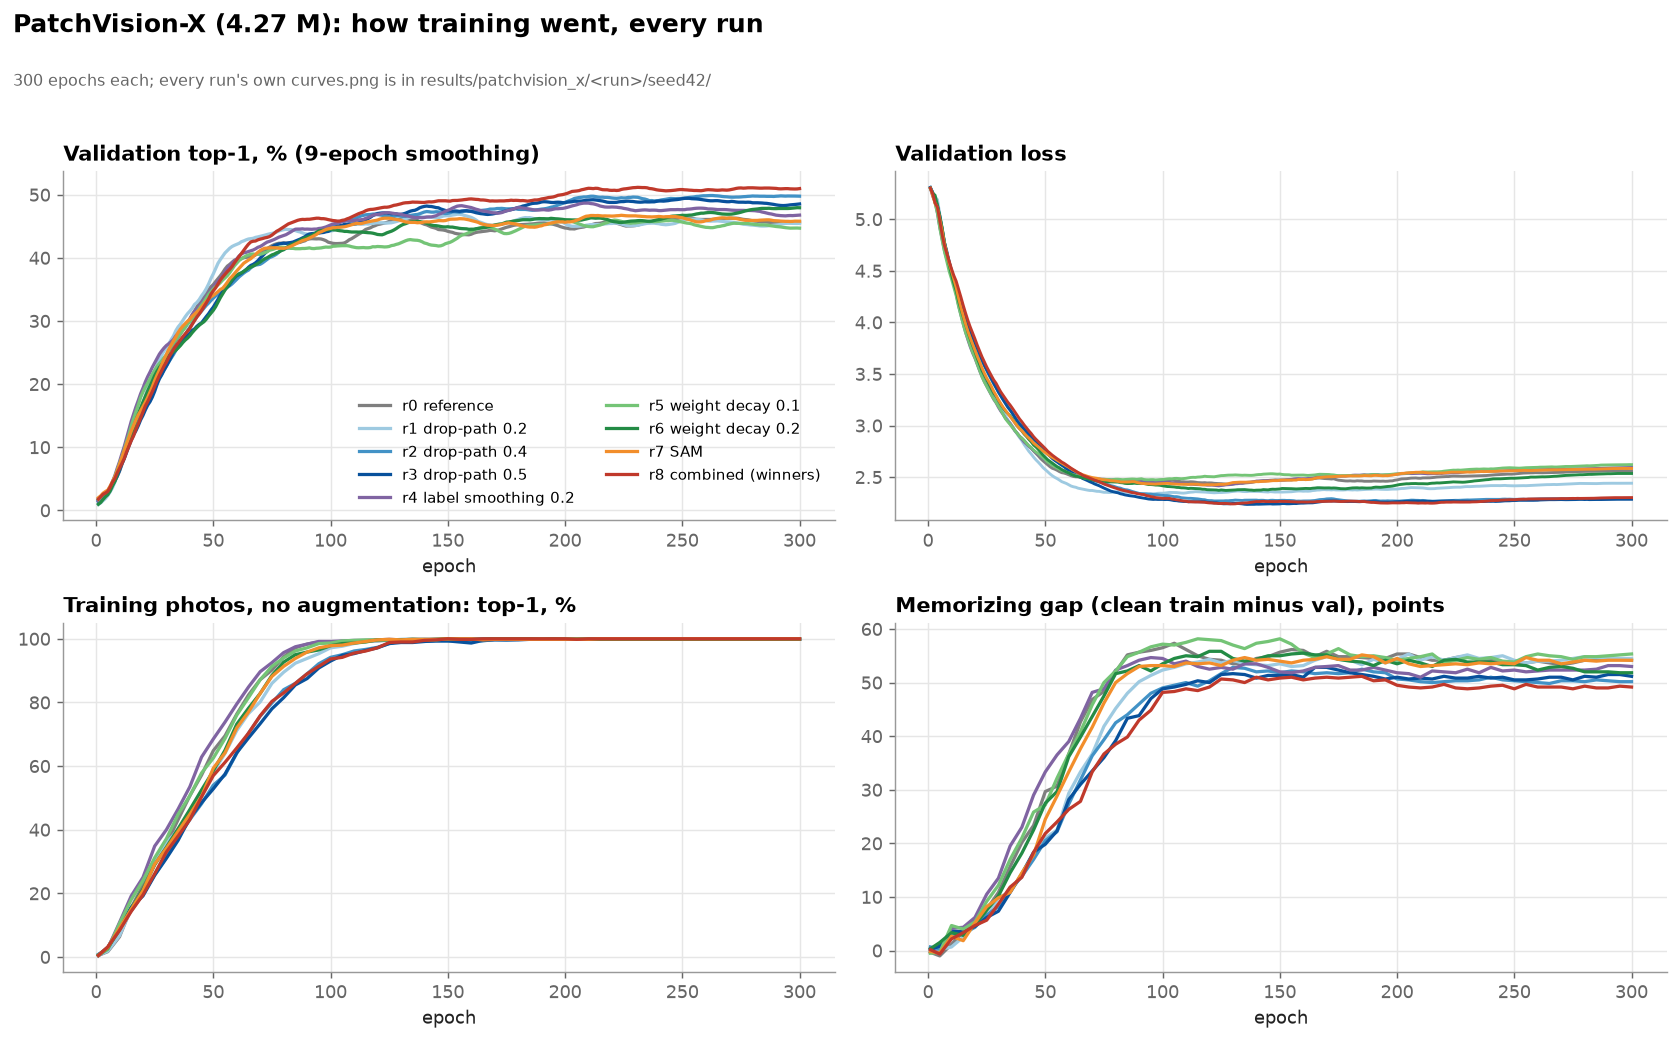 PatchVision-X (4.27 M): how training went, every run
300 epochs each; every run's own curves.png is in results/patchvision_x/<run>/seed42/
Validation top-1, % (9-epoch smoothing)
50
40
30
20
10
0
r0 reference
r1 drop-path 0.2
r2 drop-path 0.4
r3 drop-path 0.5
r4 label smoothing 0.2
r5 weight decay 0.1
r6 weight decay 0.2
r7 SAM
r8 combined (winners)
0 50 100 150 200 250 300
epoch
Validation loss
5.0
4.5
4.0
3.5
3.0
2.5
0 50 100 150 200 250 300
epoch
Training photos, no augmentation: top-1, %
100
80
60
40
20
0
0 50 100 150 200 250 300
epoch
Memorizing gap (clean train minus val), points
60
50
40
30
20
10
0
0 50 100 150 200 250 300
epoch